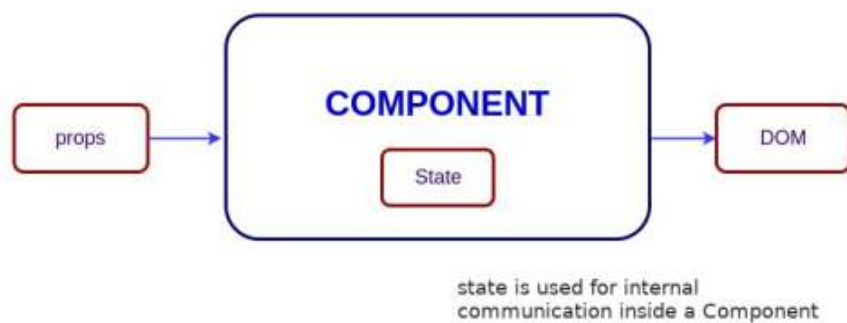 COMPONENT
props
State
DOM
state is used for internal
communication inside a Component